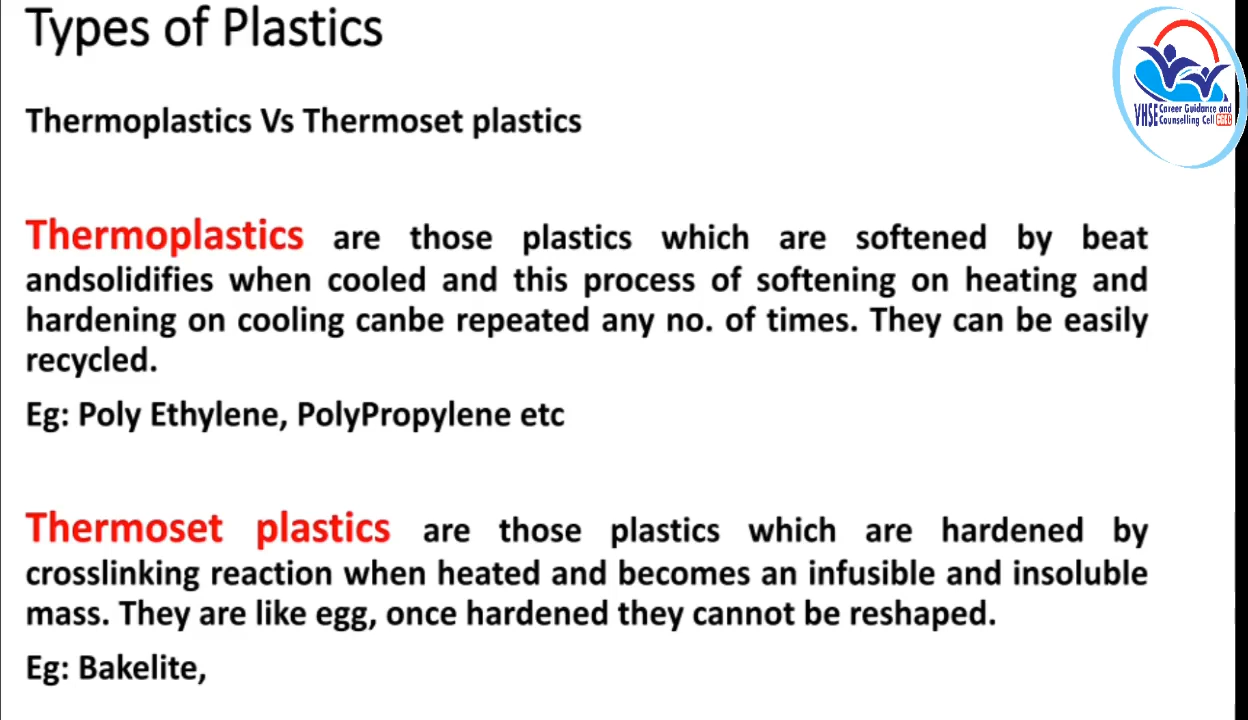 Types of Plastics
Thermoplastics Vs Thermoset plastics
Thermoplastics are those plastics which are softened by beat
andsolidifies when cooled and this process of softening on heating and
hardening on cooling canbe repeated any no. of times. They can be easily
recycled.
Eg: Poly Ethylene, PolyPropylene etc
Thermoset plastics are those plastics which are hardened by
crosslinking reaction when heated and becomes an infusible and insoluble
mass. They are like egg, once hardened they cannot be reshaped.
Eg: Bakelite,
VHSE Career Guidance and
Counselling Cell CGCC